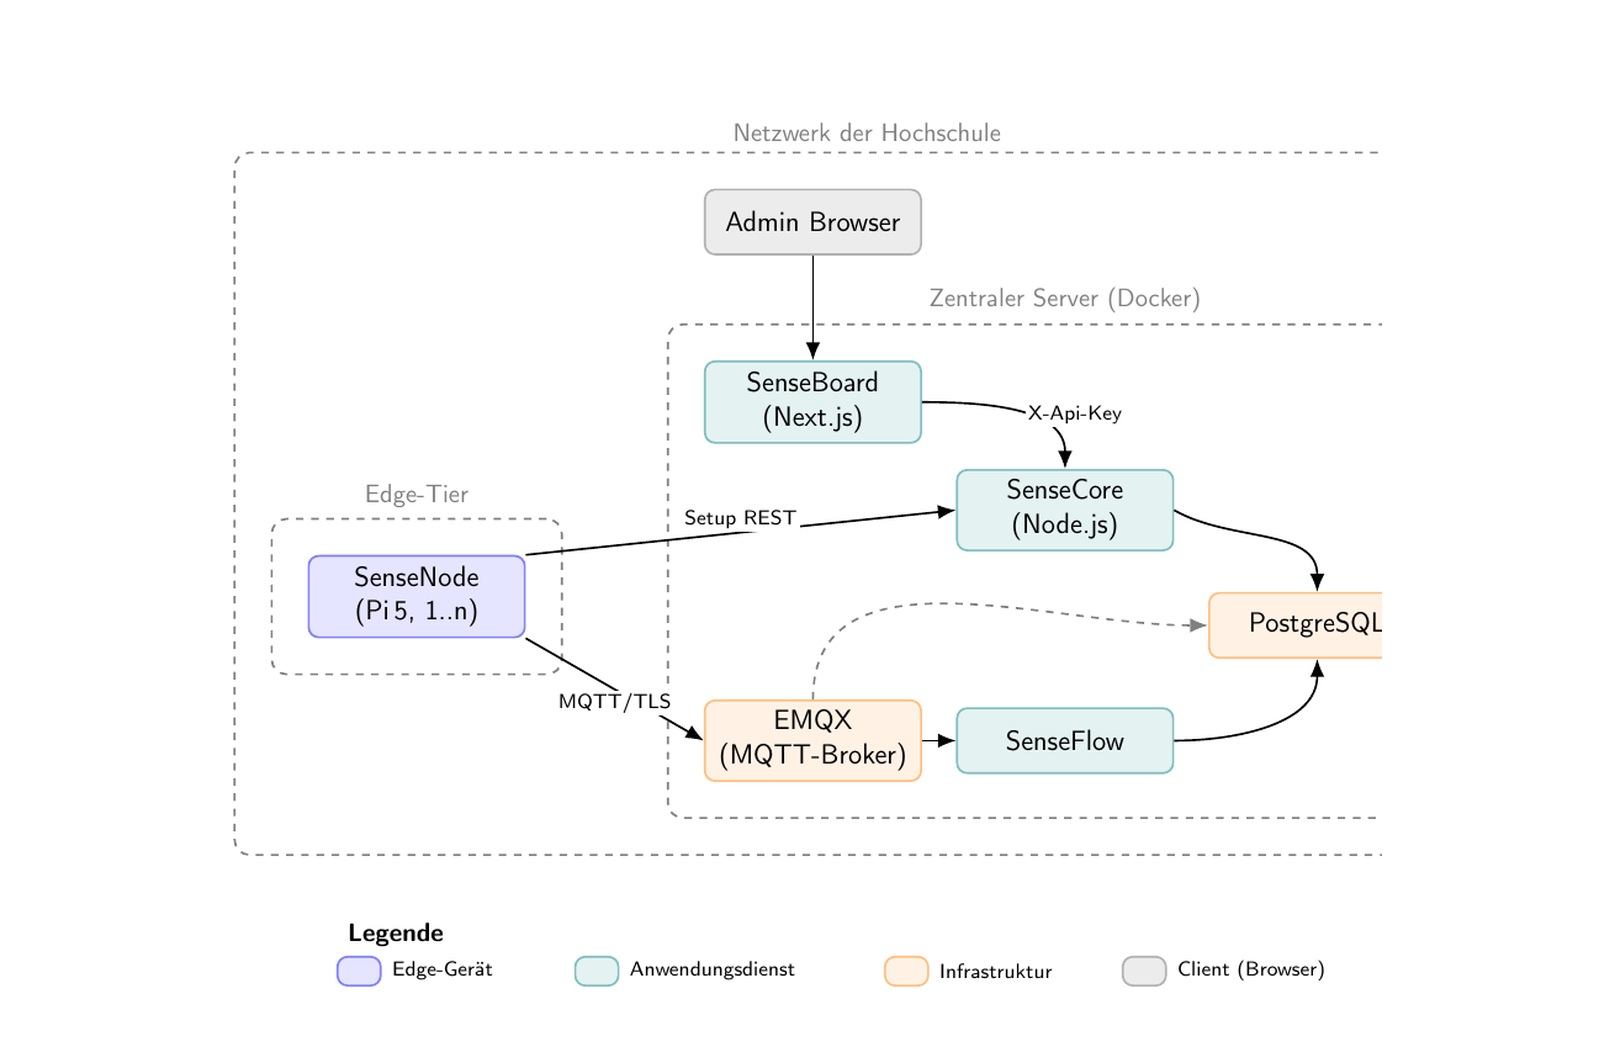 Netzwerk der Hochschule
Admin Browser
Zentraler Server (Docker)
SenseBoard
(Next.js)
X-Api-Key
SenseCore
(Node.js)
Edge-Tier
Setup REST
SenseNode
(Pi 5, 1..n)
PostgreSQL
MQTT/TLS
EMQX
(MQTT-Broker)
SenseFlow
Legende
Edge-Gerät
Anwendungsdienst
Infrastruktur
Client (Browser)